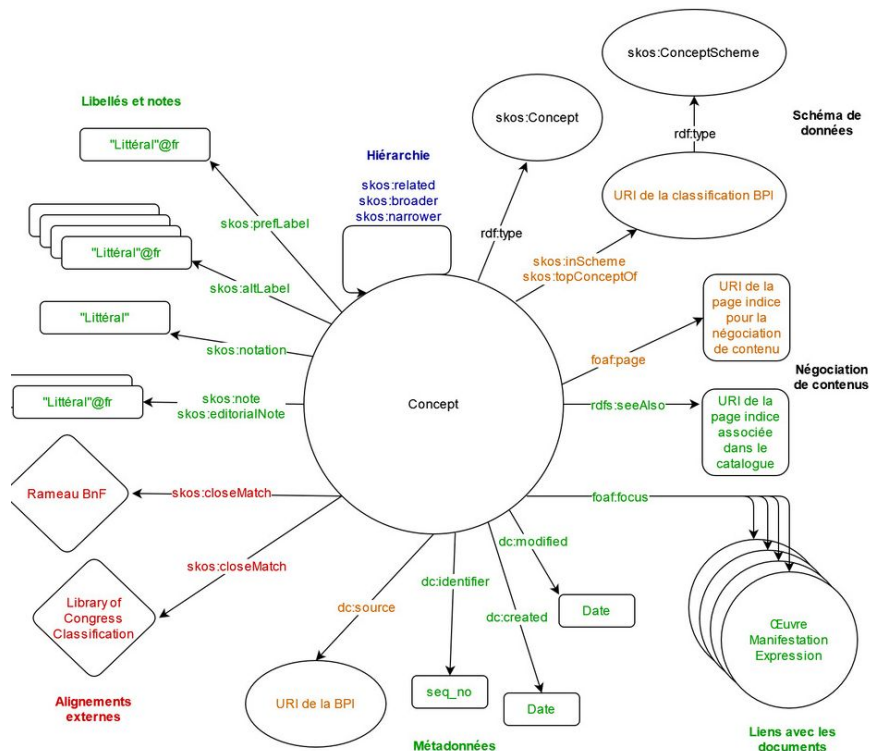 skos:ConceptScheme
Libellés et notes
skos:Concept
Schéma de
données
"Littéral"@fr
rdf:type
Hiérarchie
skos:related
skos:broader
skos:narrower
URI de la classification BPI
skos:prefLabel
rdf:type
"Littéral"@fr
skos:inScheme
skos:topConceptOf
skos:altLabel
URI de la
page indice
pour la
négociation
de contenu
"Littéral"
skos:notation
foaf:page
Négociation
de contenus
"Littéral"@fr
skos:note
skos:editorialNote
Concept
rdfs:seeAlso
URI de la
page indice
associée
dans le
catalogue
Rameau BnF
skos:closeMatch
foaf:focus
dc:modified
skos:closeMatch
dc:identifier
Library of
Congress
Classification
dc:source
dc:created
Date
Œuvre
Manifestation
Expression
Alignements
externes
URI de la BPI
seq_no
Date
Métadonnées
Liens avec les
documents